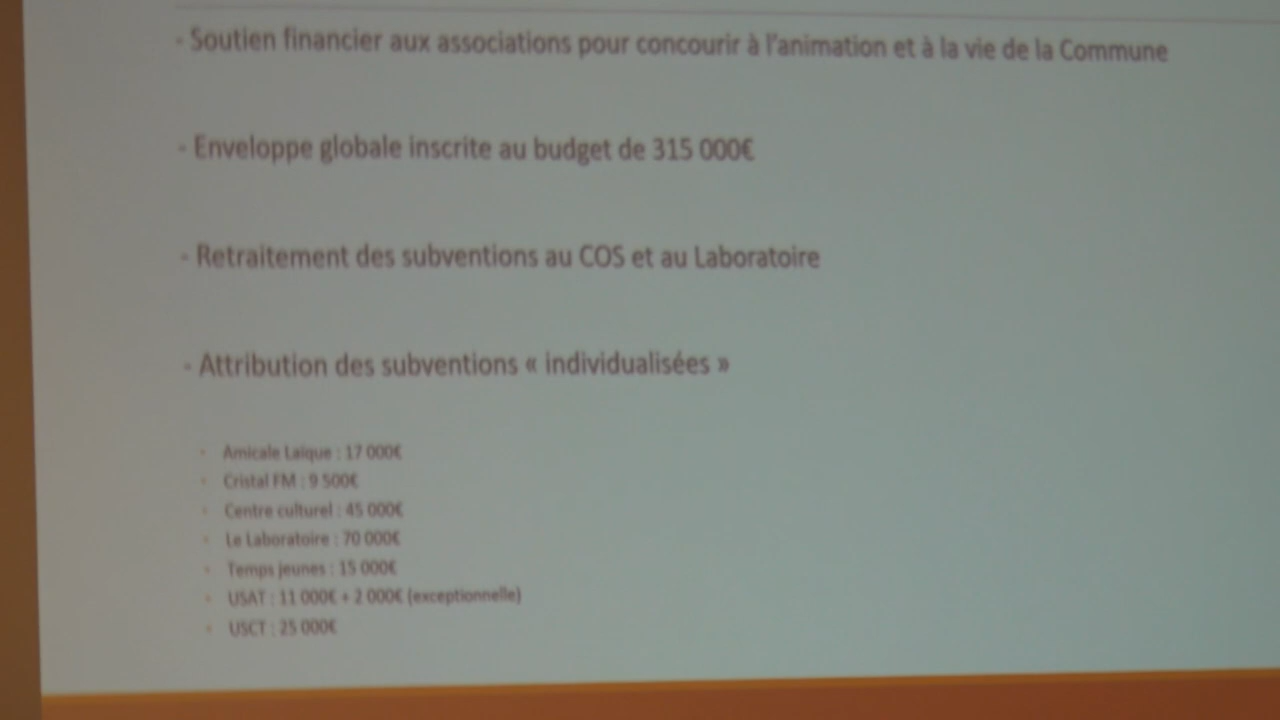 - Soutien financier aux associations pour concourir à l'animation et à la vie de la Commune
- Enveloppe globale inscrite au budget de 315 000€
- Retraitement des subventions au COS et au Laboratoire
- Attribution des subventions « individualisées »
• Amicale Laïque : 17 000€
• Cristal FM : 9 500€
• Centre culturel : 45 000€
• Le Laboratoire : 70 000€
• Temps jeunes : 15 000€
• USAT : 11 000€ + 2 000€ (exceptionnelle)
• USCT : 25 000€